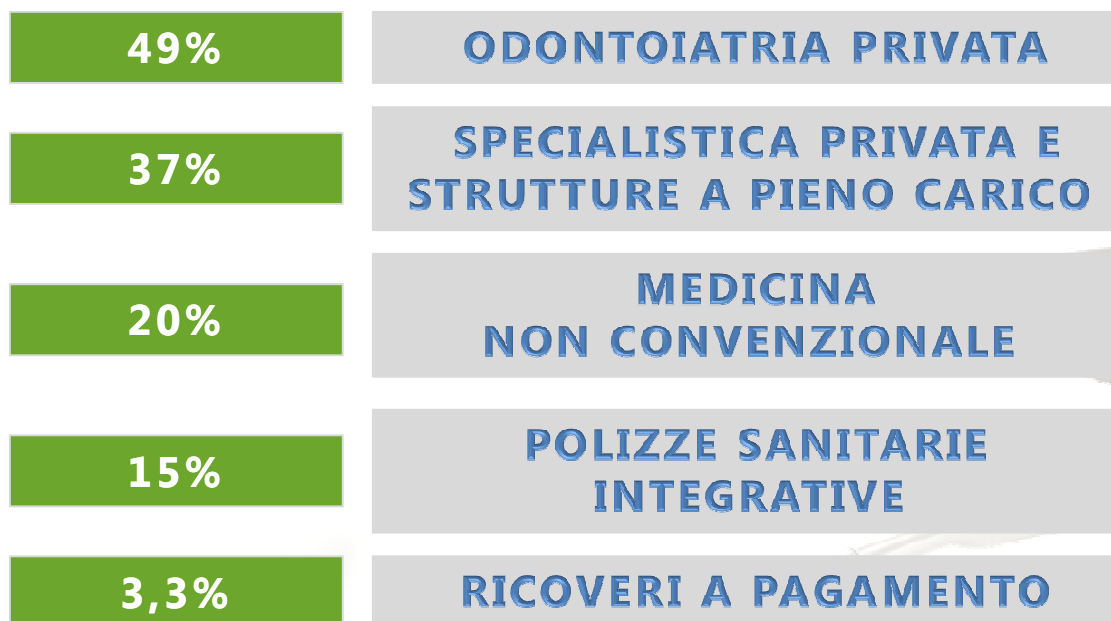 49%
ODONTOIATRIA PRIVATA
37%
SPECIALISTICA PRIVATA E
STRUTTURE A PIENO CARICO
20%
MEDICINA
NON CONVENZIONALE
15%
POLIZZE SANITARIE
INTEGRATIVE
3,3%
RICOVERI A PAGAMENTO